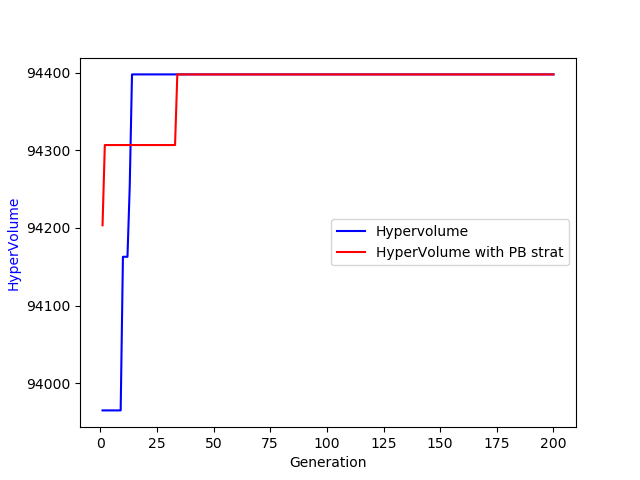 94400
94300
94200
94100
94000
HyperVolume
Hypervolume
HyperVolume with PB strat
0 25 50 75 100 125 150 175 200
Generation